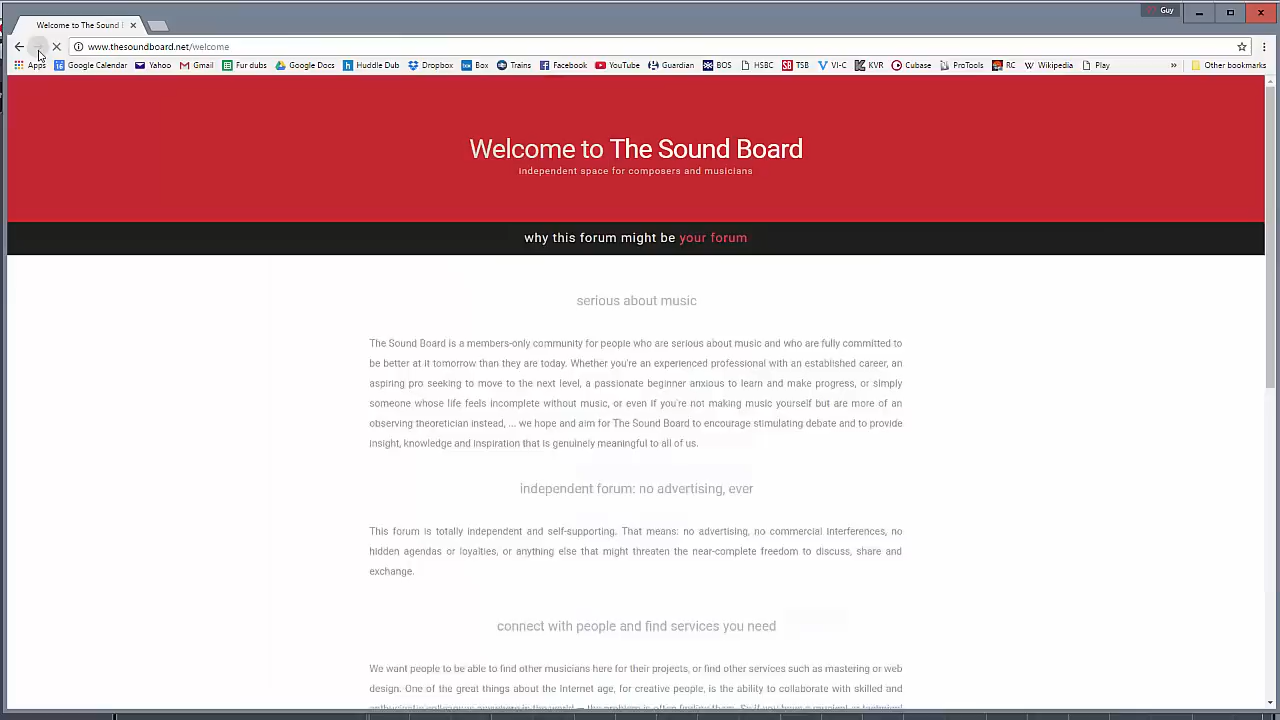 Guy
Welcome to The Sound
www.thesoundboard.net/welcome
Apps Google Calendar Yahoo Gmail Fur dubs Google Docs Huddle Dub Dropbox Box Trains Facebook YouTube Guardian BOS HSBC TSB VI-C KVR Cubase ProTools RC Wikipedia Play » Other bookmarks
Welcome to The Sound Board
Independent space for composers and musicians
why this forum might be your forum
serious about music
The Sound Board is a members-only community for people who are serious about music and who are fully committed to
be better at it tomorrow than they are today. Whether you're an experienced professional with an established career, an
aspiring pro seeking to move to the next level, a passionate beginner anxious to learn and make progress, or simply
someone whose life feels incomplete without music, or even if you're not making music yourself but are more of an
observing theoretician instead, ... we hope and aim for The Sound Board to encourage stimulating debate and to provide
insight, knowledge and inspiration that is genuinely meaningful to all of us.
independent forum: no advertising, ever
This forum is totally independent and self-supporting. That means: no advertising, no commercial interferences, no
hidden agendas or loyalties, or anything else that might threaten the near-complete freedom to discuss, share and
exchange.
connect with people and find services you need
We want people to be able to find other musicians here for their projects, or find other services such as mastering or web
design. One of the great things about the Internet age, for creative people, is the ability to collaborate with skilled and